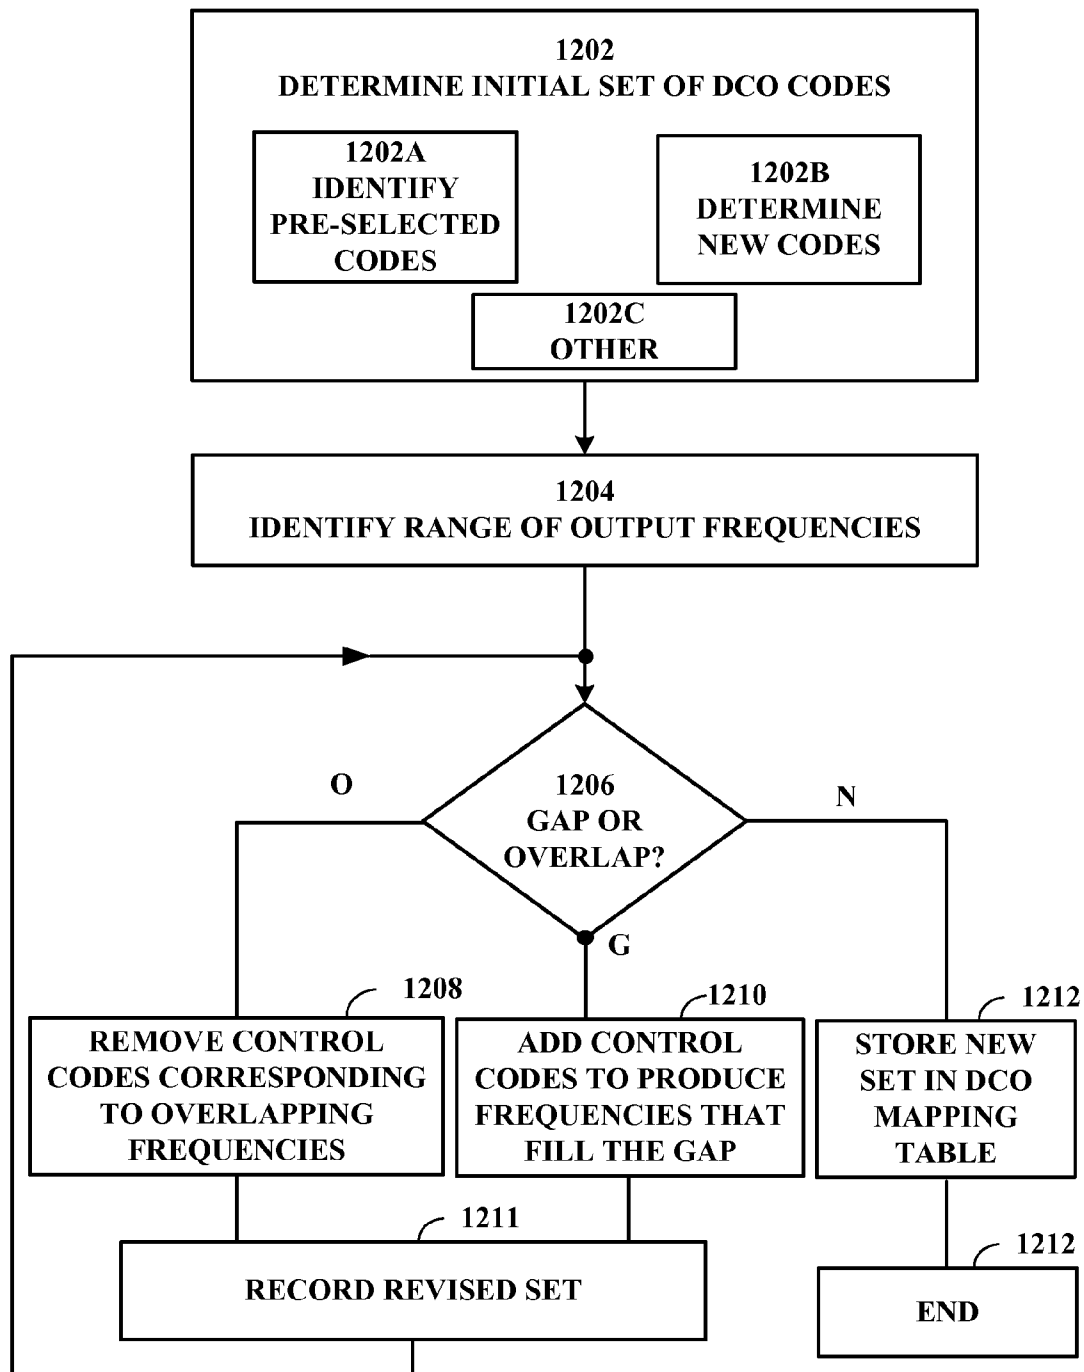 1202
DETERMINE INITIAL SET OF DCO CODES
1202A
IDENTIFY
PRE-SELECTED
CODES
1202B
DETERMINE
NEW CODES
1202C
OTHER
1204
IDENTIFY RANGE OF OUTPUT FREQUENCIES
O
1206
GAP OR
OVERLAP?
N
G
1208
REMOVE CONTROL
CODES CORRESPONDING
TO OVERLAPPING
FREQUENCIES
1210
ADD CONTROL
CODES TO PRODUCE
FREQUENCIES THAT
FILL THE GAP
1212
STORE NEW
SET IN DCO
MAPPING
TABLE
1211
RECORD REVISED SET
1212
END